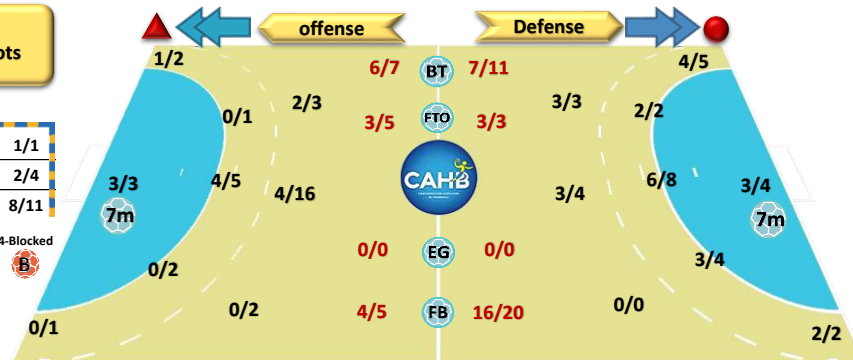 offense
Defense
ots
1/2
6/7 BT 7/11
4/5
2/3
3/3
0/1
2/2
3/5 FTO 3/3
1/1
2/4
8/11
CAHB
3/3
4/5
4/16
3/4
6/8
3/4
7m
7m
4-Blocked
B
0/0 EG 0/0
0/2
3/4
0/2
4/5 FB 16/20
0/0
0/1
2/2